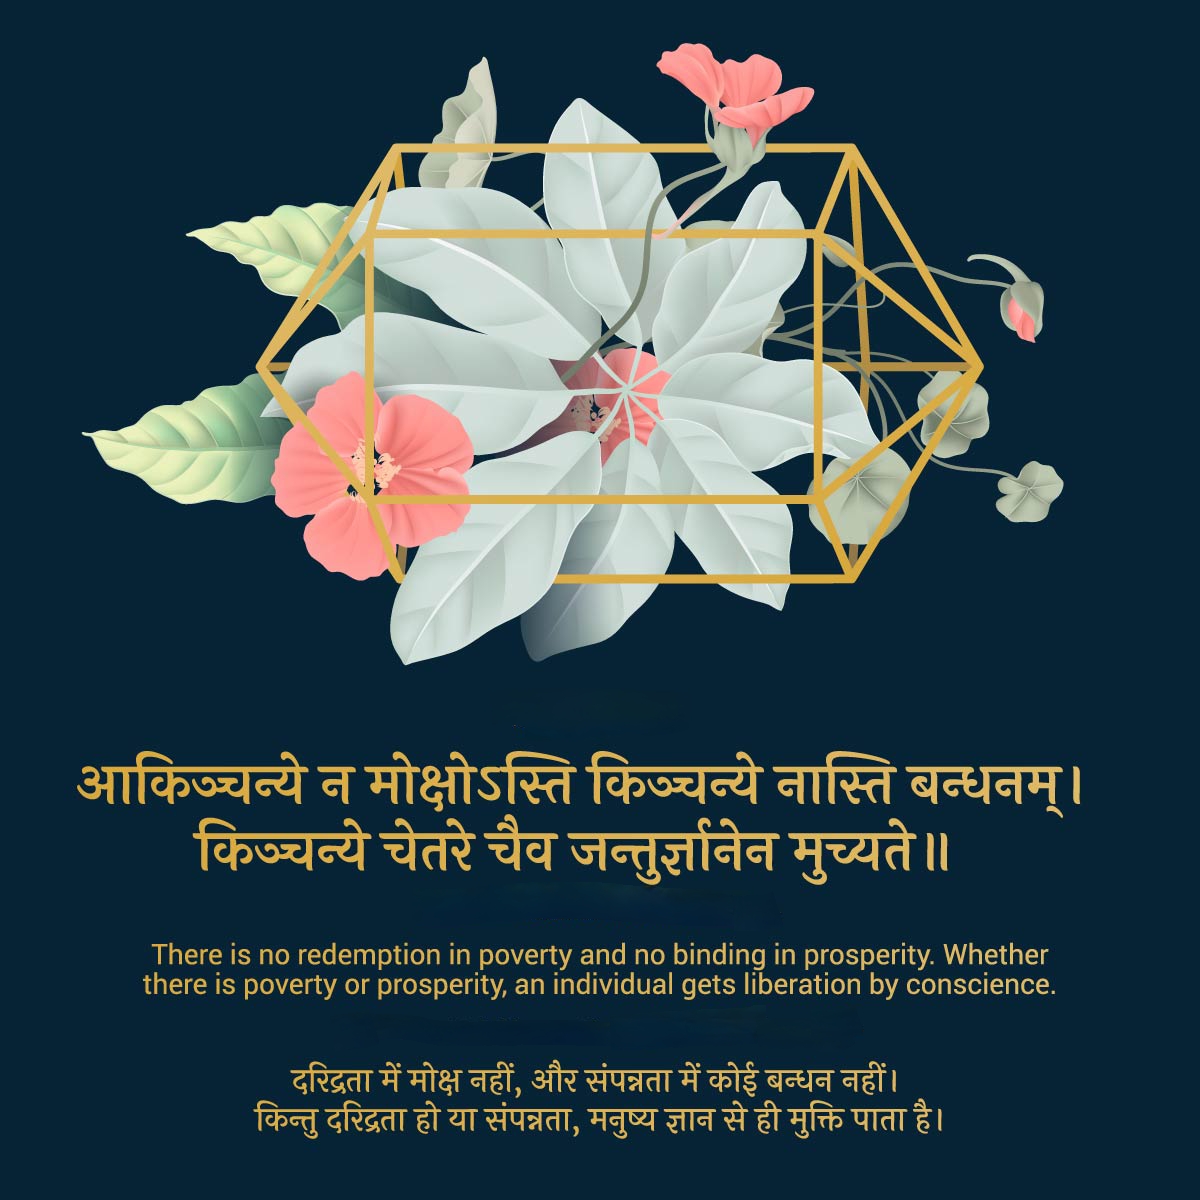 आकिञ्चन्ये न मोक्षोऽस्ति किञ्चन्ये नास्ति बन्धनम्।
किञ्चन्ये चेतरे चैव जन्तुर्ज्ञानेन मुच्यते॥
There is no redemption in poverty and no binding in prosperity. Whether
there is poverty or prosperity, an individual gets liberation by conscience.
दरिद्रता में मोक्ष नहीं, और संपन्नता में कोई बन्धन नहीं।
किन्तु दरिद्रता हो या संपन्नता, मनुष्य ज्ञान से ही मुक्ति पाता है।